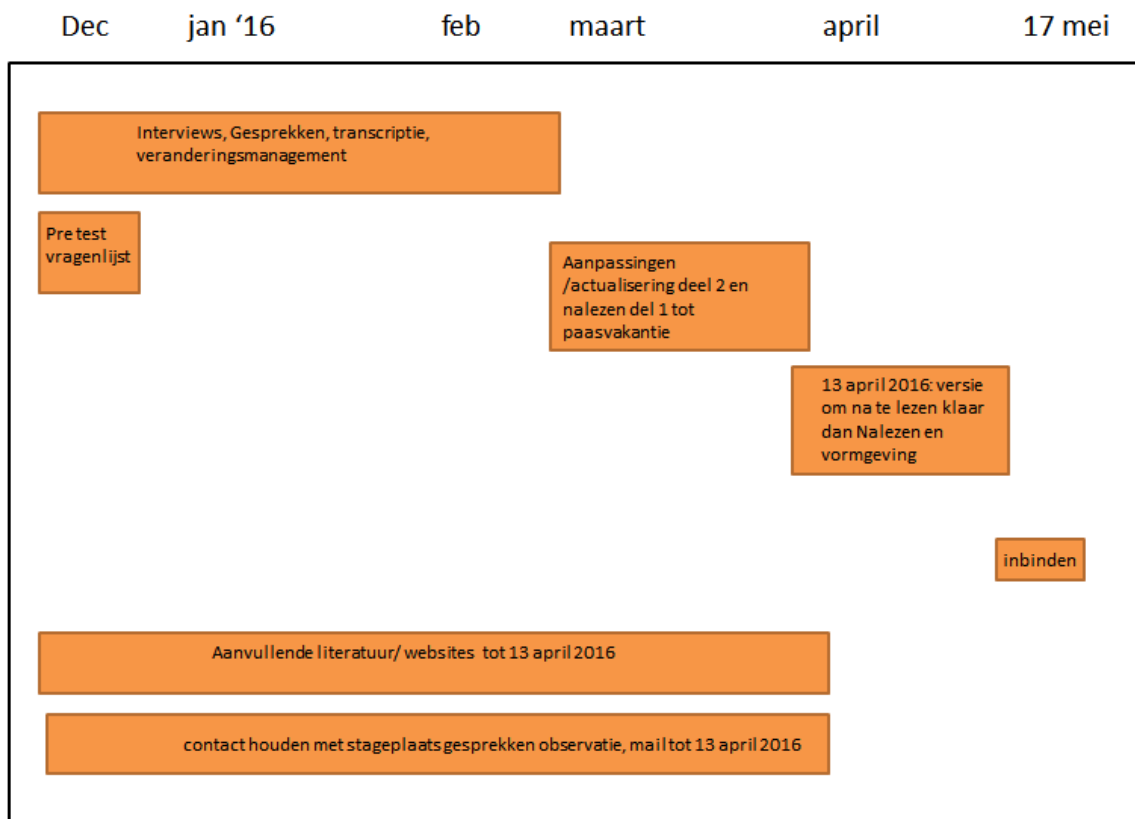 Dec jan ‘16 feb maart april 17 mei
Interviews, Gesprekken, transcriptie,
veranderingsmanagement
Pre test
vragenlijst
Aanpassingen
/actualisering deel 2 en
nalezen del 1 tot
paasvakantie
13 april 2016: versie
om na te lezen klaar
dan Nalezen en
vormgeving
inbinden
Aanvullende literatuur/ websites tot 13 april 2016
contact houden met stageplaats gesprekken observatie, mail tot 13 april 2016